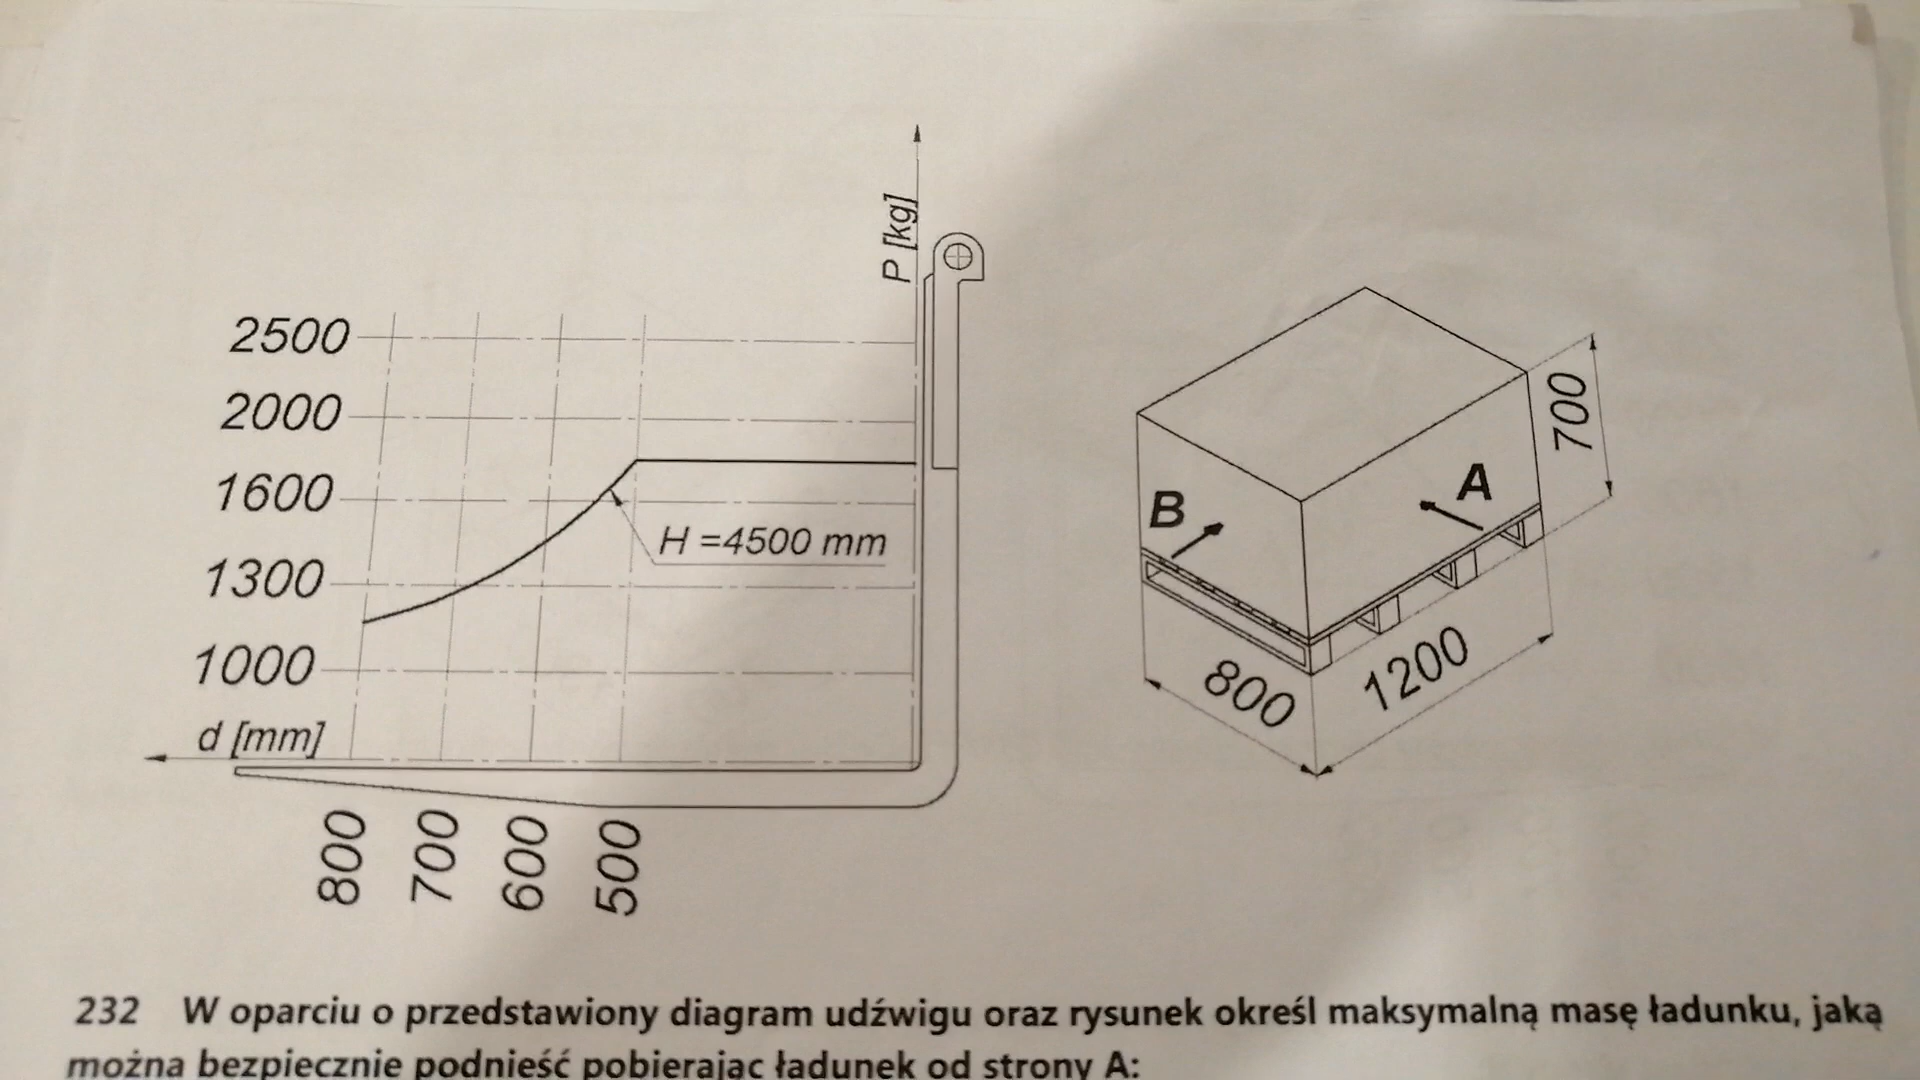 P [kg]
2500
2000
1600
1300
1000
H =4500 mm
d [mm]
800
700
600
500
B
A
700
800
1200
232 W oparciu o przedstawiony diagram udźwigu oraz rysunek określ maksymalną masę ładunku, jaką
można bezpiecznie podnieść pobierając ładunek od strony A: